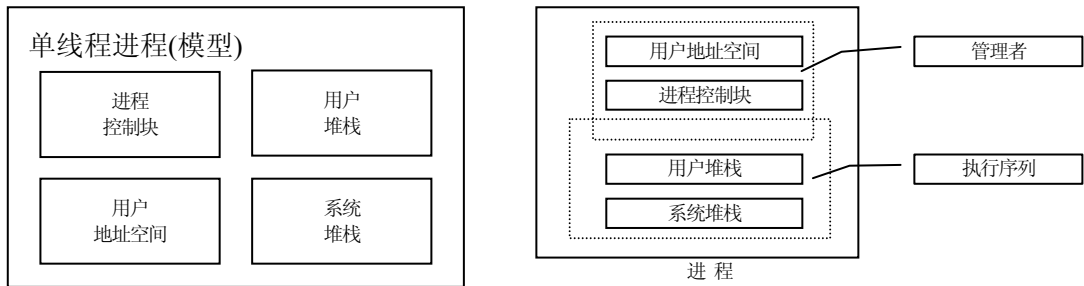 单线程进程(模型)
进程
控制块
用户
堆栈
用户
地址空间
系统
堆栈
用户地址空间
管理者
进程控制块
用户堆栈
执行序列
系统堆栈
进 程